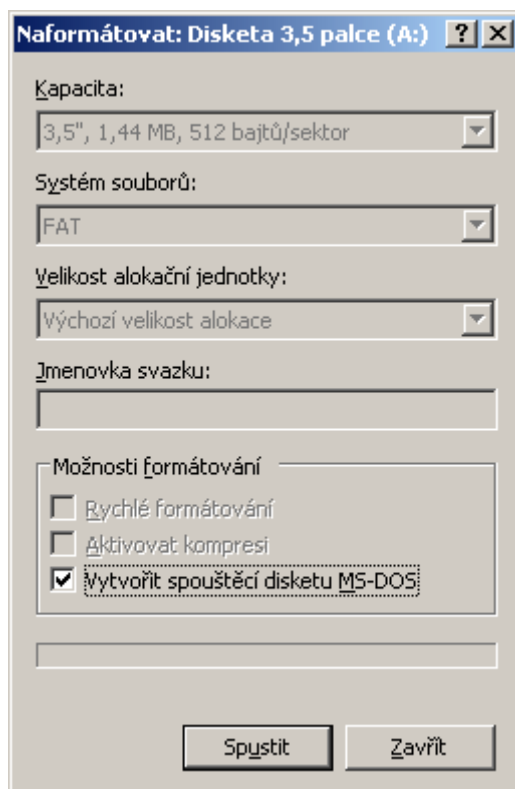 Naformátovat: Disketa 3,5 palce (A:)
Kapacita:
3,5", 1,44 MB, 512 bajtů/sektor
Systém souborů:
FAT
Velikost alokační jednotky:
Výchozí velikost alokace
Jmenovka svazku:
Možnosti formátování
Rychlé formátování
Aktivovat kompresi
Vytvořit spouštěcí disketu MS-DOS
Spustit Zavřít